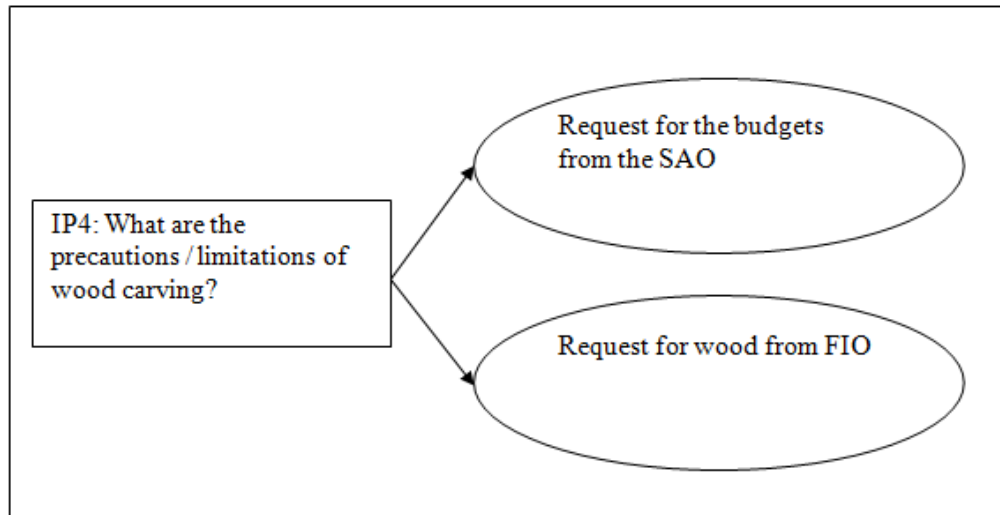 Request for the budgets
from the SAO
IP4: What are the
precautions / limitations of
wood carving?
Request for wood from FIO